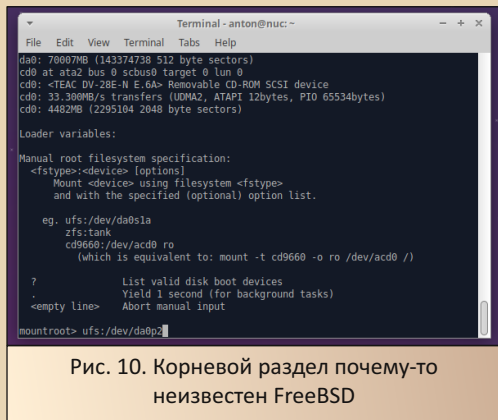 Terminal - anton@nuc: ~
File Edit View Terminal Tabs Help
da0: 70007MB (143374738 512 byte sectors)
cd0 at ata2 bus 0 scbus0 target 0 lun 0
cd0: <TEAC DV-28E-N E.6A> Removable CD-ROM SCSI device
cd0: 33.300MB/s transfers (UDMA2, ATAPI 12bytes, PIO 65534bytes)
cd0: 4482MB (2295104 2048 byte sectors)
Loader variables:
Manual root filesystem specification:
<fstype>:<device> [options]
Mount <device> using filesystem <fstype>
and with the specified (optional) option list.
eg. ufs:/dev/da0s1a
zfs:tank
cd9660:/dev/acd0 ro
(which is equivalent to: mount -t cd9660 -o ro /dev/acd0 /)
? List valid disk boot devices
. Yield 1 second (for background tasks)
<empty line> Abort manual input
mountroot> ufs:/dev/da0p2
Рис. 10. Корневой раздел почему-то
неизвестен FreeBSD